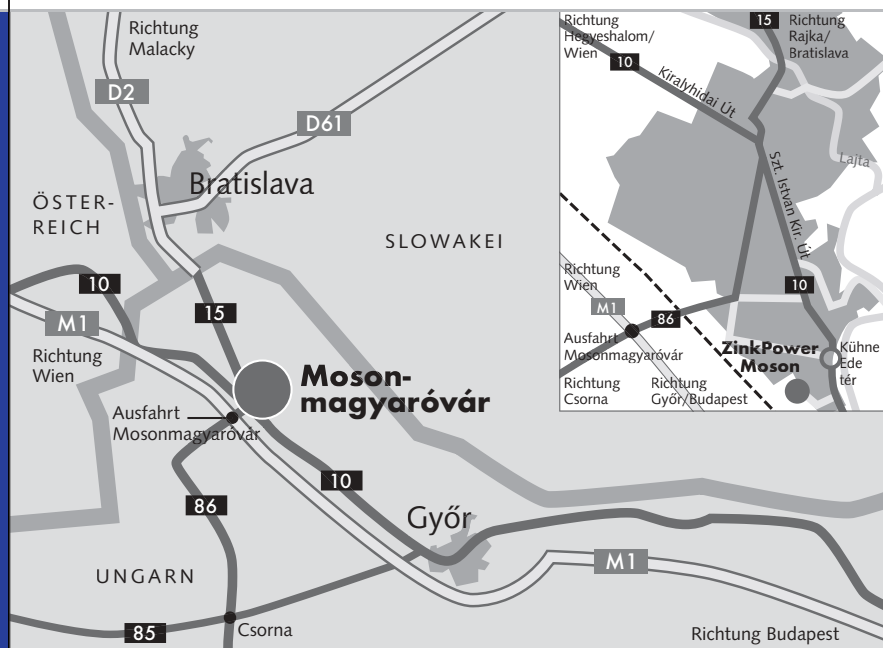 Richtung
Malacky
D2
D61
Bratislava
ÖSTER-
REICH
SLOWAKEI
10
15
M1
Richtung
Wien
Moson-
magyaróvár
Ausfahrt
Mosonmagyaróvár
10
86
Győr
UNGARN
M1
85
Csorna
Richtung Budapest
Richtung
Hegyeshalom/
Wien
10
15
Richtung
Rajka/
Bratislava
Kiralyhidai Út
Lajta
Szt. Istvan Kir. Út
Richtung
Wien
10
M1
86
Ausfahrt
Mosonmagyaróvár
ZinkPower
Moson
Kühne
Ede
tér
Richtung
Csorna
Richtung
Győr/Budapest